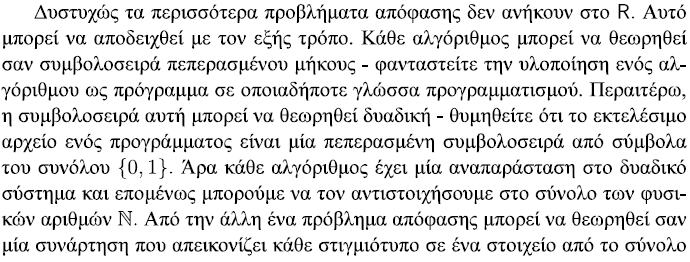 Δυστυχώς τα περισσότερα προβλήματα απόφασης δεν ανήκουν στο R. Αυτό
μπορεί να αποδειχθεί με τον εξής τρόπο. Κάθε αλγόριθμος μπορεί να θεωρηθεί
σαν συμβολοσειρά πεπερασμένου μήκους - φανταστείτε την υλοποίηση ενός αλ-
γόριθμου ως πρόγραμμα σε οποιαδήποτε γλώσσα προγραμματισμού. Περαιτέρω,
η συμβολοσειρά αυτή μπορεί να θεωρηθεί δυαδική - θυμηθείτε ότι το εκτελέσιμο
αρχείο ενός προγράμματος είναι μία πεπερασμένη συμβολοσειρά από σύμβολα
του συνόλου {0, 1}. Άρα κάθε αλγόριθμος έχει μία αναπαράσταση στο δυαδικό
σύστημα και επομένως μπορούμε να τον αντιστοιχήσουμε στο σύνολο των φυσι-
κών αριθμών ℕ. Από την άλλη ένα πρόβλημα απόφασης μπορεί να θεωρηθεί σαν
μία συνάρτηση που απεικονίζει κάθε στιγμιότυπο σε ένα στοιχείο από το σύνολο